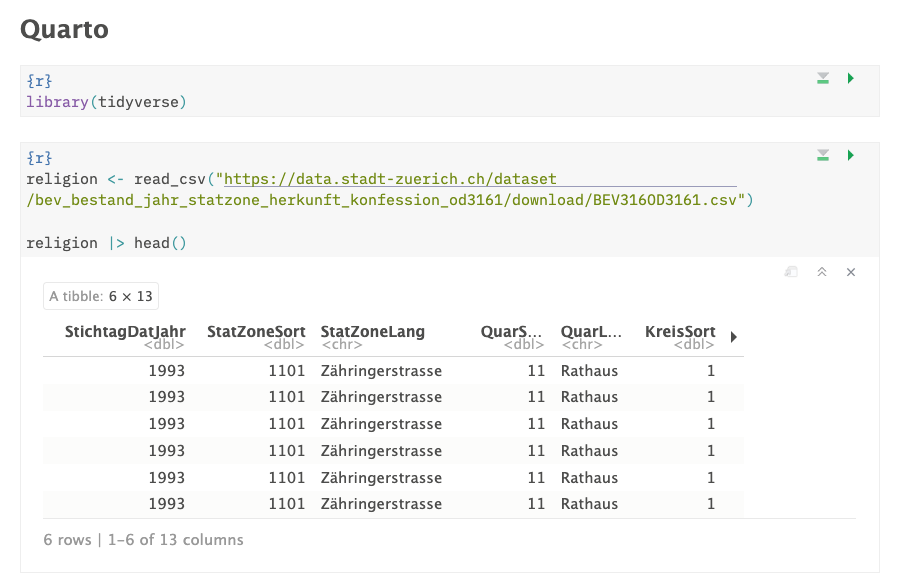 Quarto
{r}
library(tidyverse)
{r}
religion <- read_csv("https://data.stadt-zuerich.ch/dataset
/bev_bestand_jahr_statzone_herkunft_konfession_od3161/download/BEV316OD3161.csv")
religion |> head()
A tibble: 6 × 13
StichtagDatJahr StatZoneSort StatZoneLang QuarS... QuarL... KreisSort
<dbl> <dbl> <chr> <dbl> <chr> <dbl>
1993 1101 Zähringerstrasse 11 Rathaus 1
1993 1101 Zähringerstrasse 11 Rathaus 1
1993 1101 Zähringerstrasse 11 Rathaus 1
1993 1101 Zähringerstrasse 11 Rathaus 1
1993 1101 Zähringerstrasse 11 Rathaus 1
1993 1101 Zähringerstrasse 11 Rathaus 1
6 rows | 1-6 of 13 columns